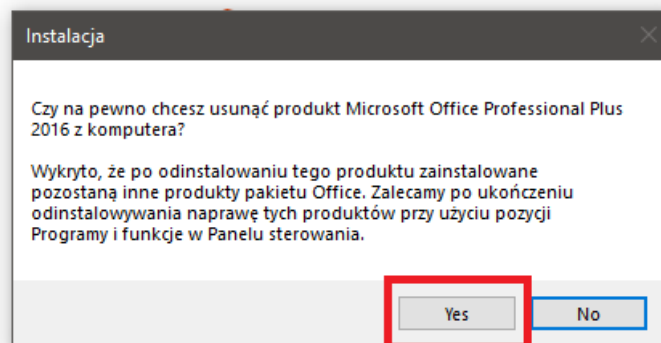 Instalacja
Czy na pewno chcesz usunąć produkt Microsoft Office Professional Plus
2016 z komputera?
Wykryto, że po odinstalowaniu tego produktu zainstalowane
pozostaną inne produkty pakietu Office. Zalecamy po ukończeniu
odinstalowywania naprawę tych produktów przy użyciu pozycji
Programy i funkcje w Panelu sterowania.
Yes
No